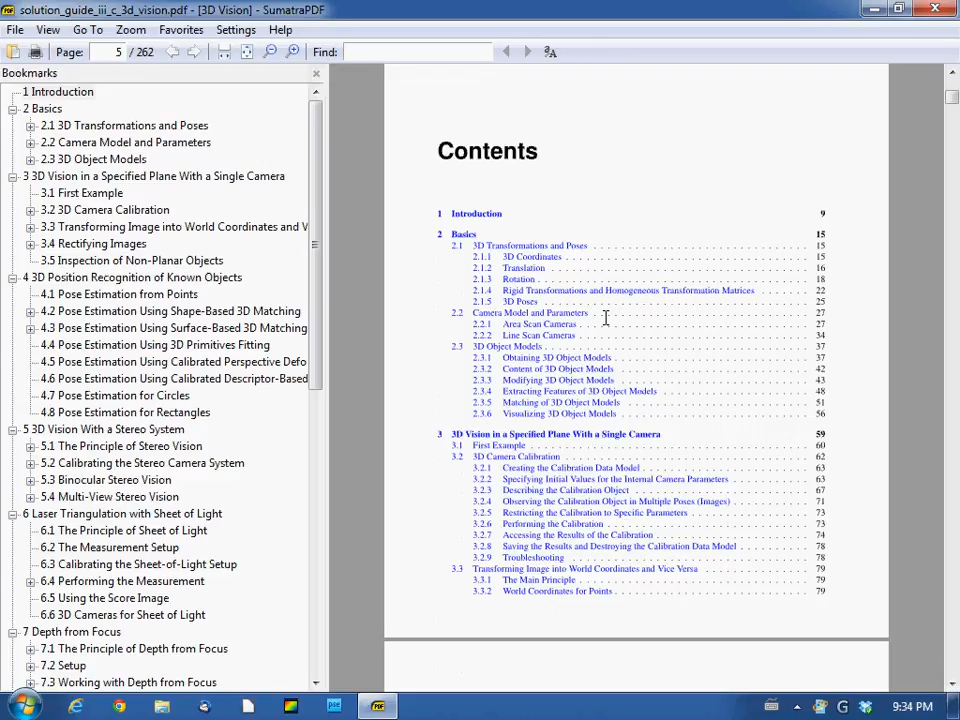 solution_guide_iii_c_3d_vision.pdf - [3D Vision] - SumatraPDF
File View Go To Zoom Favorites Settings Help
Page: 5 / 262 Find:
Bookmarks
1 Introduction
2 Basics
2.1 3D Transformations and Poses
2.2 Camera Model and Parameters
2.3 3D Object Models
3 3D Vision in a Specified Plane With a Single Camera
3.1 First Example
3.2 3D Camera Calibration
3.3 Transforming Image into World Coordinates and V
3.4 Rectifying Images
3.5 Inspection of Non-Planar Objects
4 3D Position Recognition of Known Objects
4.1 Pose Estimation from Points
4.2 Pose Estimation Using Shape-Based 3D Matching
4.3 Pose Estimation Using Surface-Based 3D Matching
4.4 Pose Estimation Using 3D Primitives Fitting
4.5 Pose Estimation Using Calibrated Perspective Defo
4.6 Pose Estimation Using Calibrated Descriptor-Based
4.7 Pose Estimation for Circles
4.8 Pose Estimation for Rectangles
5 3D Vision With a Stereo System
5.1 The Principle of Stereo Vision
5.2 Calibrating the Stereo Camera System
5.3 Binocular Stereo Vision
5.4 Multi-View Stereo Vision
6 Laser Triangulation with Sheet of Light
6.1 The Principle of Sheet of Light
6.2 The Measurement Setup
6.3 Calibrating the Sheet-of-Light Setup
6.4 Performing the Measurement
6.5 Using the Score Image
6.6 3D Cameras for Sheet of Light
7 Depth from Focus
7.1 The Principle of Depth from Focus
7.2 Setup
7.3 Working with Depth from Focus
Contents
1 Introduction 9
2 Basics 15
2.1 3D Transformations and Poses 15
2.1.1 3D Coordinates 15
2.1.2 Translation 16
2.1.3 Rotation 18
2.1.4 Rigid Transformations and Homogeneous Transformation Matrices 22
2.1.5 3D Poses 25
2.2 Camera Model and Parameters 27
2.2.1 Area Scan Cameras 27
2.2.2 Line Scan Cameras 34
2.3 3D Object Models 37
2.3.1 Obtaining 3D Object Models 37
2.3.2 Content of 3D Object Models 42
2.3.3 Modifying 3D Object Models 43
2.3.4 Extracting Features of 3D Object Models 48
2.3.5 Matching of 3D Object Models 51
2.3.6 Visualizing 3D Object Models 56
3 3D Vision in a Specified Plane With a Single Camera 59
3.1 First Example 60
3.2 3D Camera Calibration 62
3.2.1 Creating the Calibration Data Model 63
3.2.2 Specifying Initial Values for the Internal Camera Parameters 63
3.2.3 Describing the Calibration Object 67
3.2.4 Observing the Calibration Object in Multiple Poses (Images) 71
3.2.5 Restricting the Calibration to Specific Parameters 73
3.2.6 Performing the Calibration 73
3.2.7 Accessing the Results of the Calibration 74
3.2.8 Saving the Results and Destroying the Calibration Data Model 78
3.2.9 Troubleshooting 78
3.3 Transforming Image into World Coordinates and Vice Versa 79
3.3.1 The Main Principle 79
3.3.2 World Coordinates for Points 79
9:34 PM